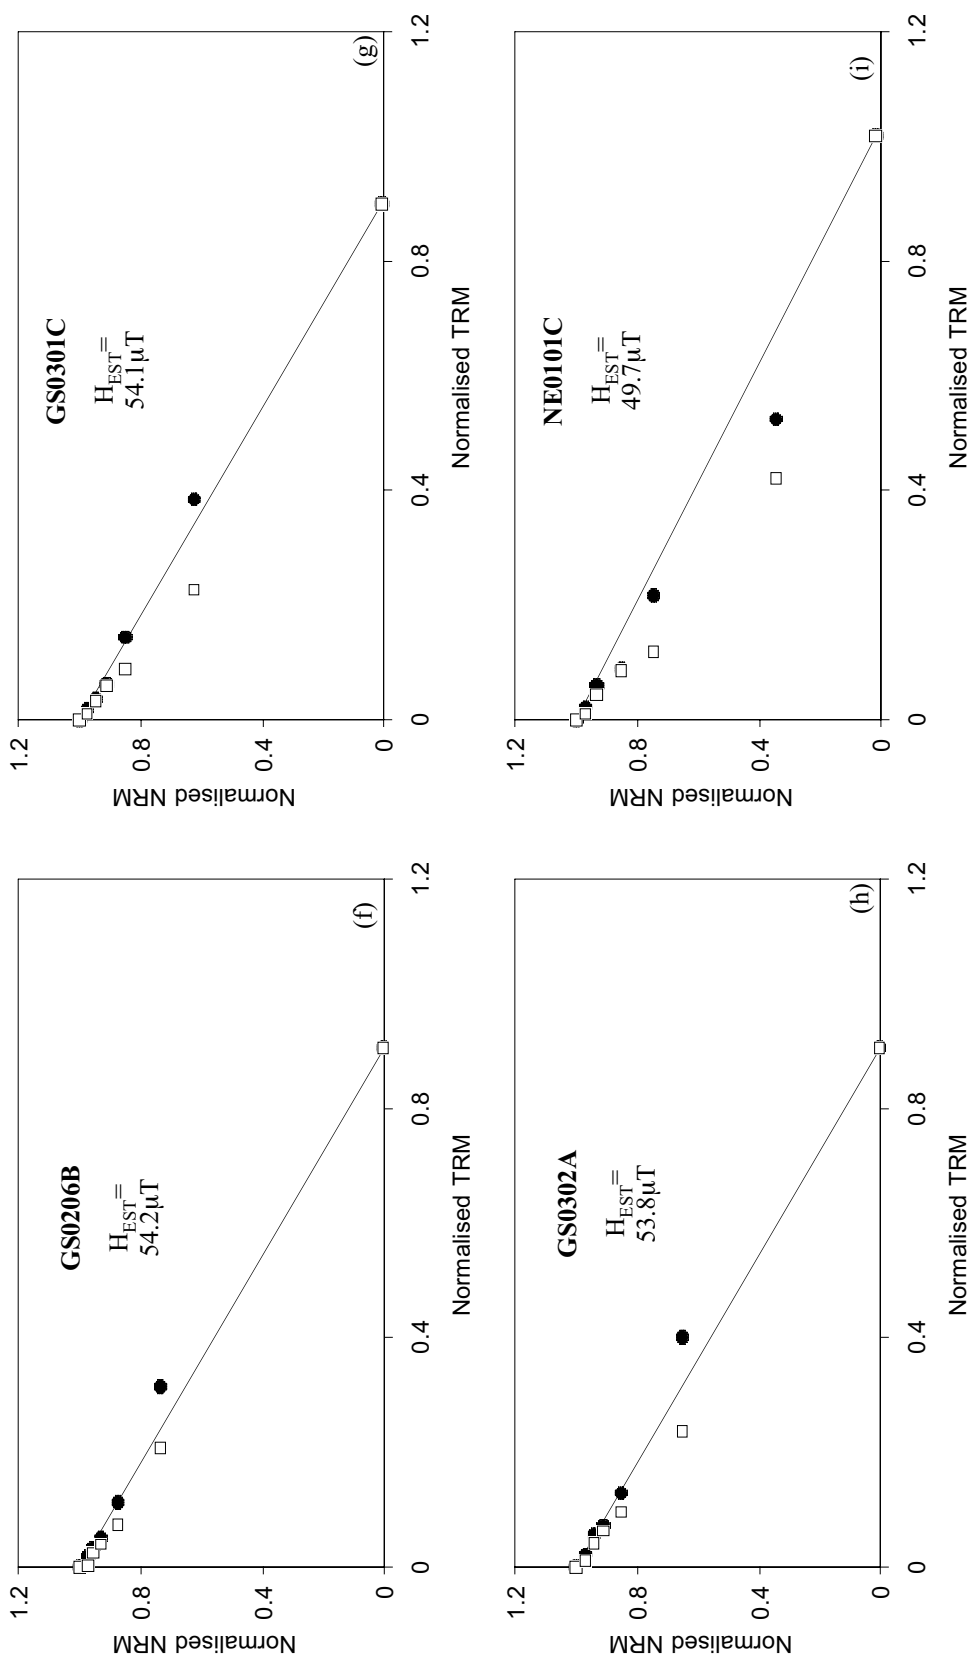 1.2
0.8
0.4
0
Normalised NRM
0
0.4
0.8
1.2
Normalised TRM
GS0206B
H_EST=
54.2µT
(f)
1.2
0.8
0.4
0
Normalised NRM
0
0.4
0.8
1.2
Normalised TRM
GS0301C
H_EST=
54.1µT
(g)
1.2
0.8
0.4
0
Normalised NRM
0
0.4
0.8
1.2
Normalised TRM
GS0302A
H_EST=
53.8µT
(h)
1.2
0.8
0.4
0
Normalised NRM
0
0.4
0.8
1.2
Normalised TRM
NE0101C
H_EST=
49.7µT
(i)